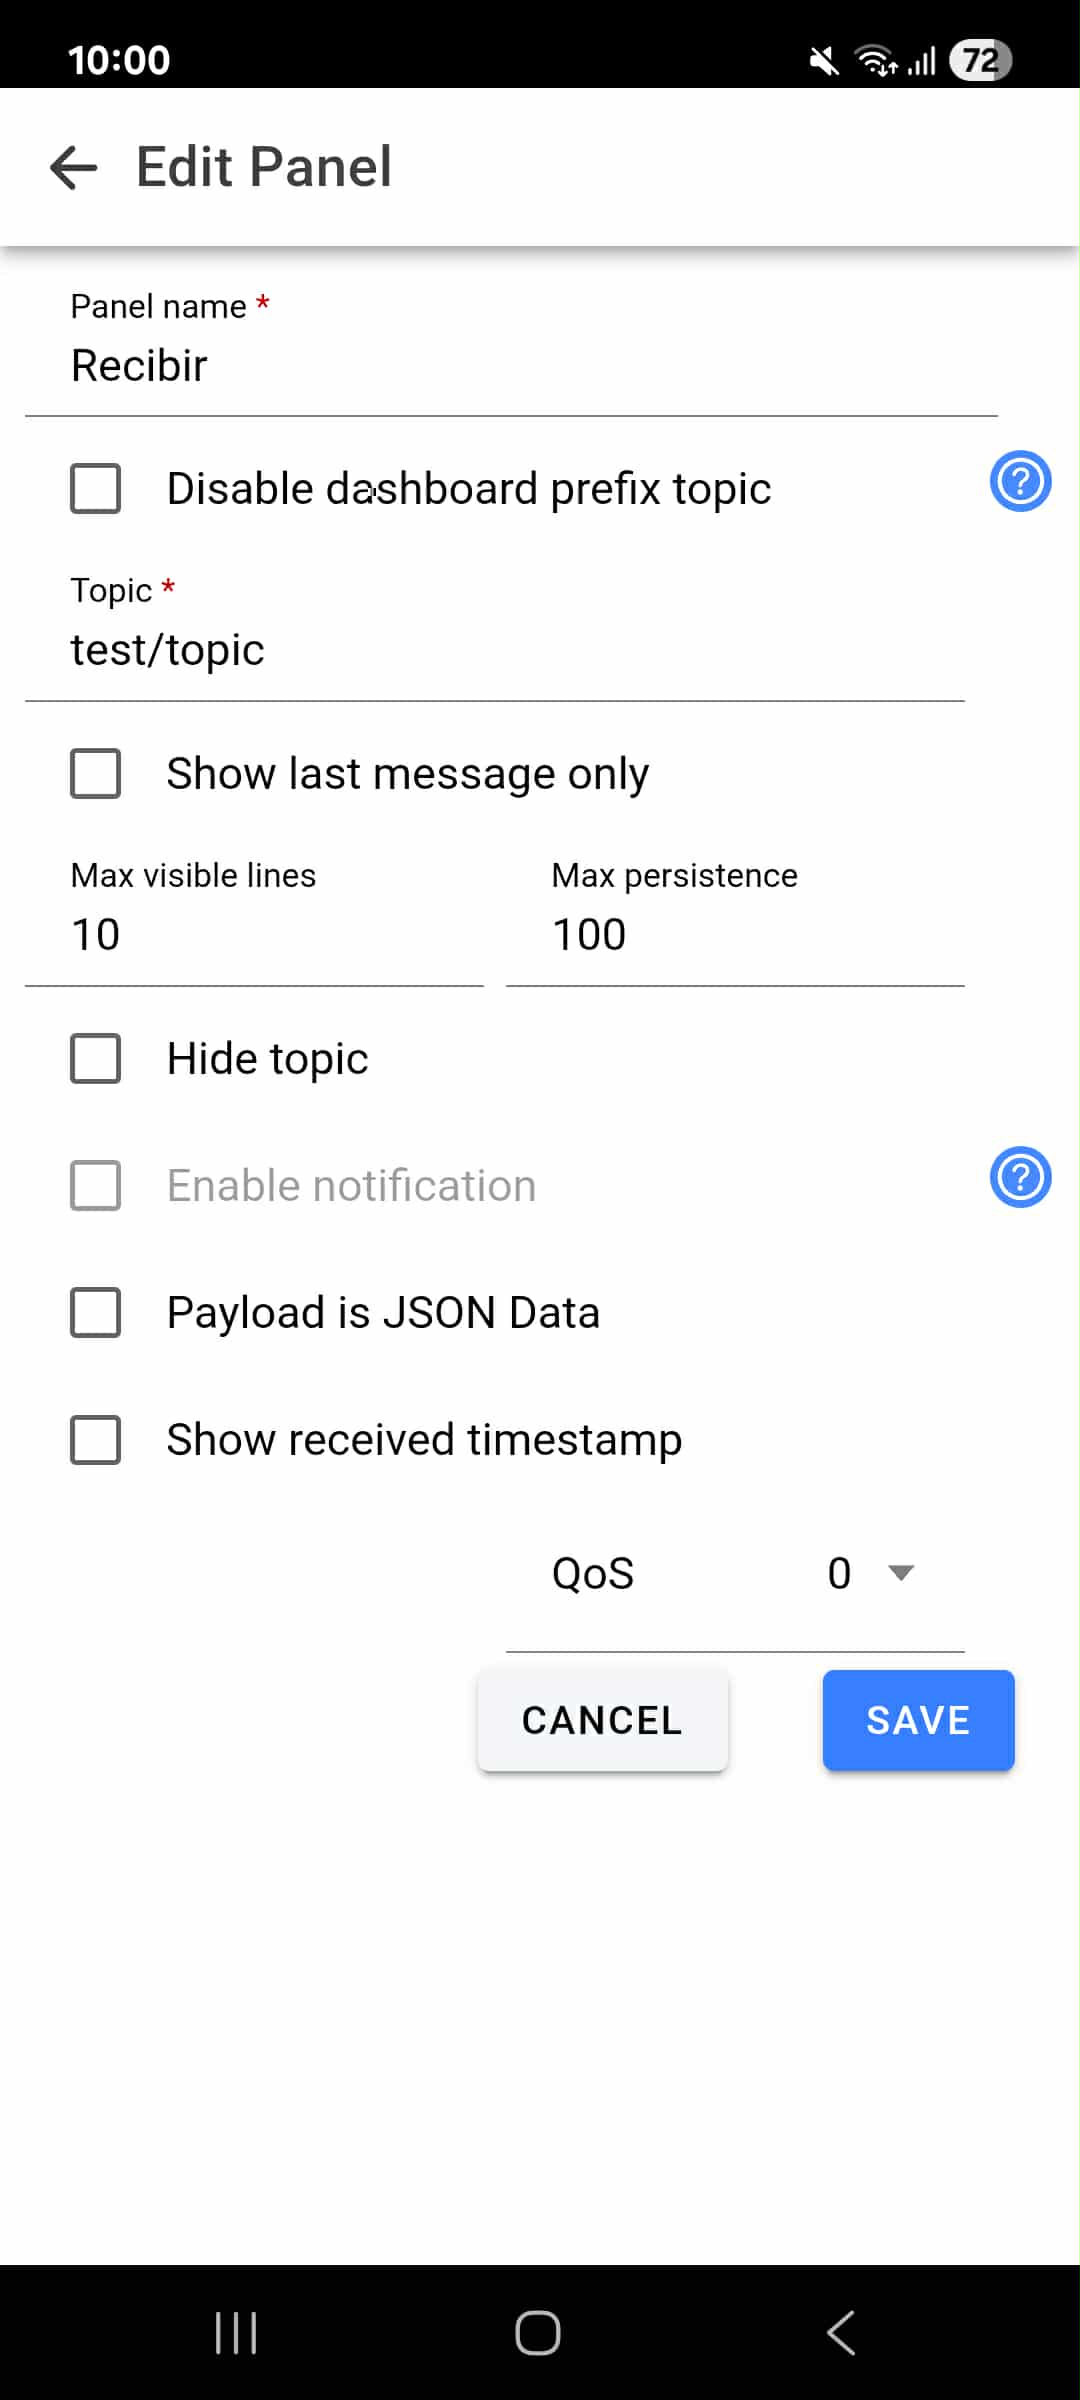 10:00
72
Edit Panel
Panel name *
Recibir
Disable dashboard prefix topic
?
Topic *
test/topic
Show last message only
Max visible lines
Max persistence
10
100
Hide topic
Enable notification
?
Payload is JSON Data
Show received timestamp
QoS
0
CANCEL
SAVE